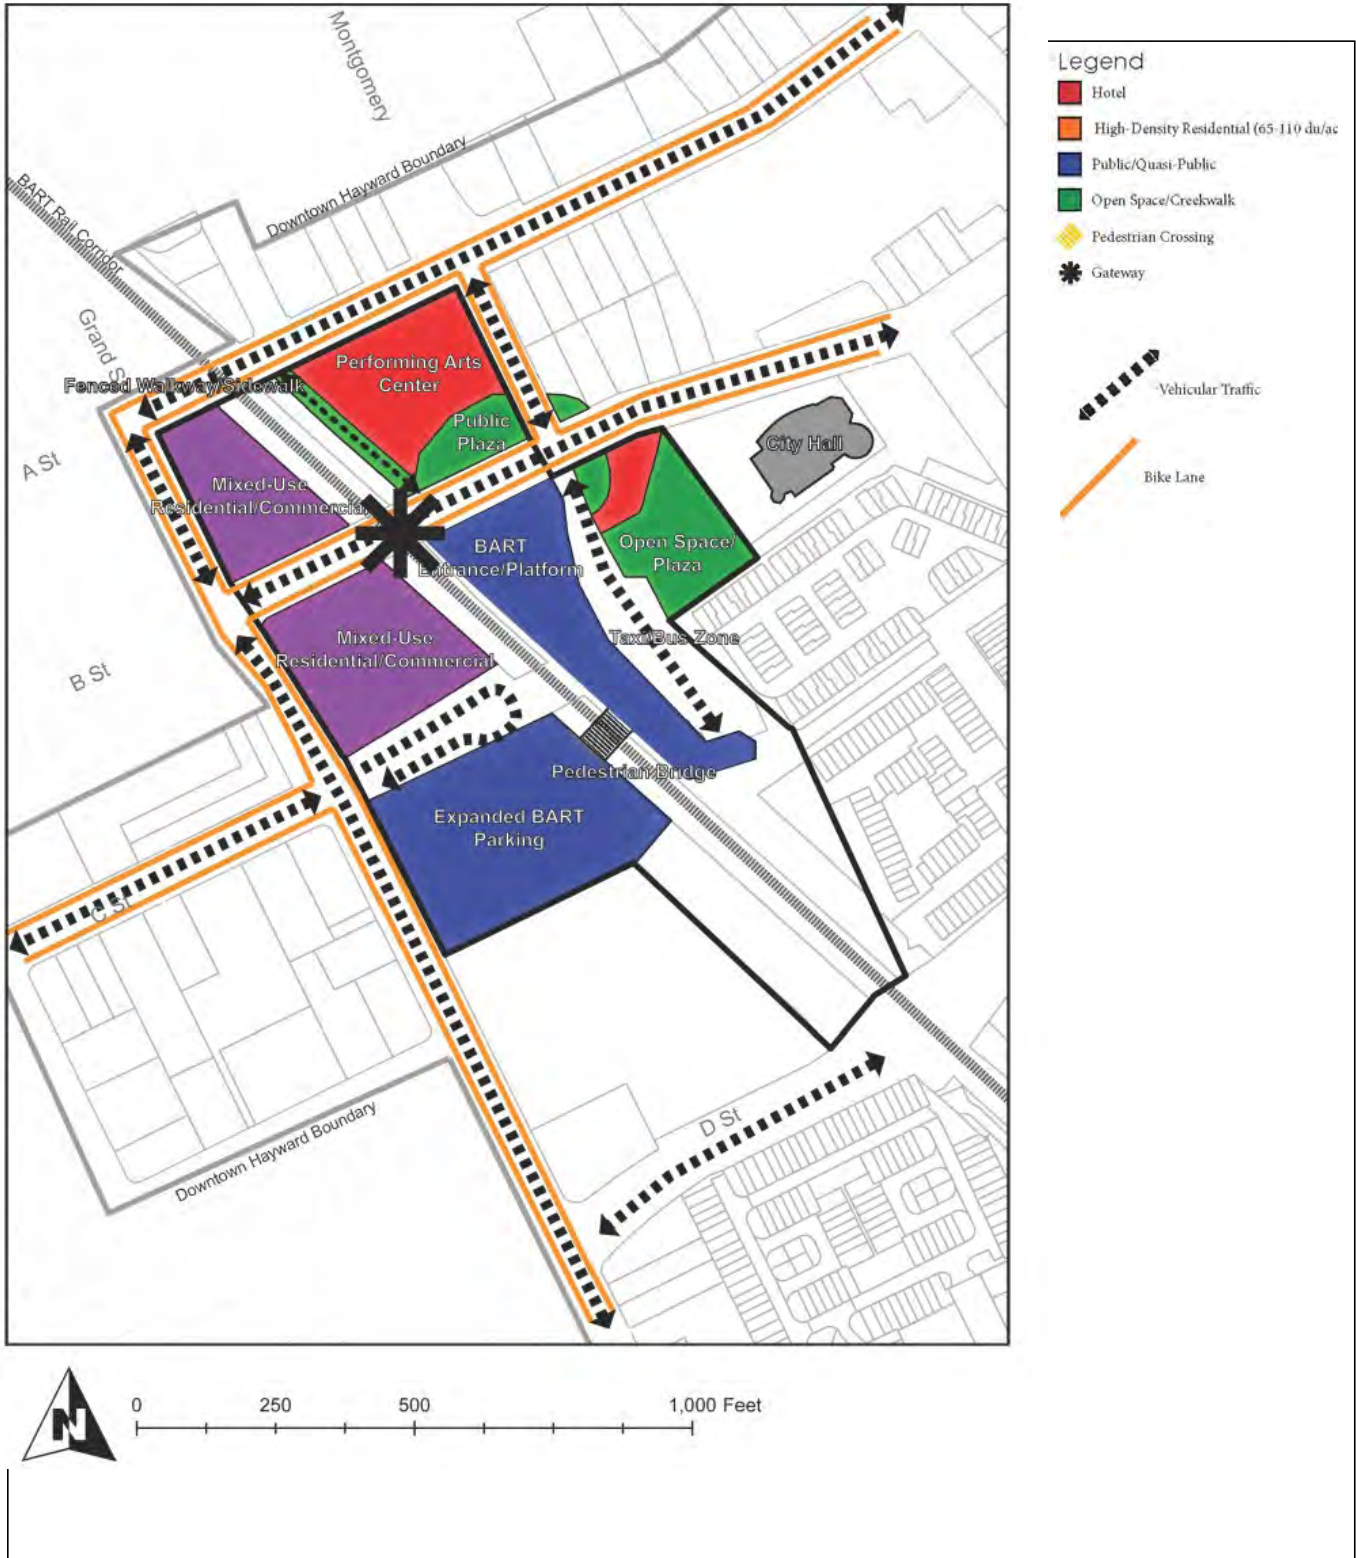 Montgomery
Downtown Hayward Boundary
BART Rail Corridor
Grand St
Fenced Walkway/Sidewalk
Performing Arts
Center
Public
Plaza
City Hall
A St
Mixed-Use
Residential/Commercial
BART
Entrance/Platform
Open Space/
Plaza
Mixed-Use
Residential/Commercial
Taxi/Bus Zone
B St
Pedestrian Bridge
Expanded BART
Parking
C St
D St
Downtown Hayward Boundary
N
0 250 500 1,000 Feet
Legend
Hotel
High-Density Residential (65-110 du/ac
Public/Quasi-Public
Open Space/Creekwalk
Pedestrian Crossing
Gateway
Vehicular Traffic
Bike Lane